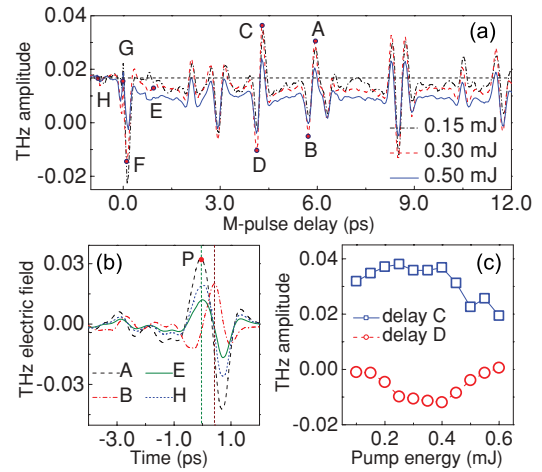 (a)
C
A
G
H
E
F
D
B
0.04
0.02
0.00
-0.02
THz amplitude
0.15 mJ
0.30 mJ
0.50 mJ
0.0
3.0
6.0
9.0
12.0
M-pulse delay (ps)
(b)
P
0.03
0.00
-0.03
THz electric field
A
E
B
H
-3.0
-1.0
1.0
Time (ps)
(c)
0.04
0.02
0.00
-0.02
THz amplitude
delay C
delay D
0.2
0.4
0.6
Pump energy (mJ)